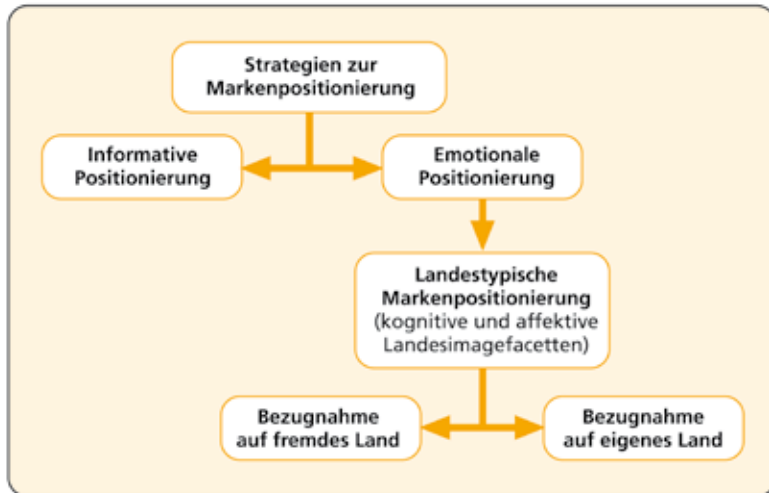 Strategien zur
Markenpositionierung
Informative
Positionierung
Emotionale
Positionierung
Landestypische
Markenpositionierung
(kognitive und affektive
Landesimagefacetten)
Bezugnahme
auf fremdes Land
Bezugnahme
auf eigenes Land